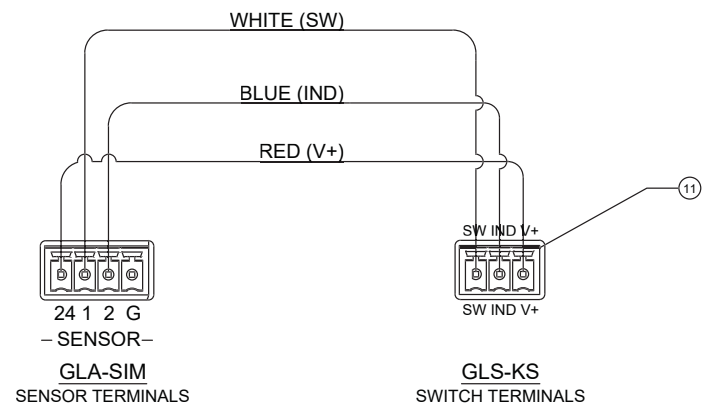 WHITE (SW)
BLUE (IND)
RED (V+)
11
SW IND V+
SW IND V+
24 1 2 G
– SENSOR–
GLA-SIM
SENSOR TERMINALS
GLS-KS
SWITCH TERMINALS